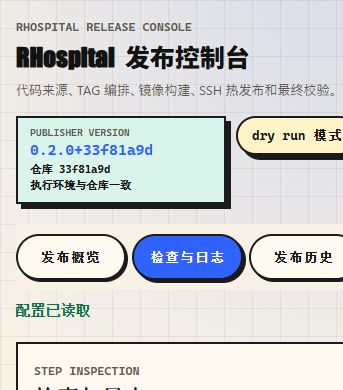 RHOSPITAL RELEASE CONSOLE
RHospital 发布控制台
代码来源、TAG 编排、镜像构建、SSH 热发布和最终校验。
PUBLISHER VERSION
0.2.0+33f81a9d
仓库 33f81a9d
执行环境与仓库一致
dry run 模式
发布概览
检查与日志
发布历史
配置已读取
STEP INSPECTION